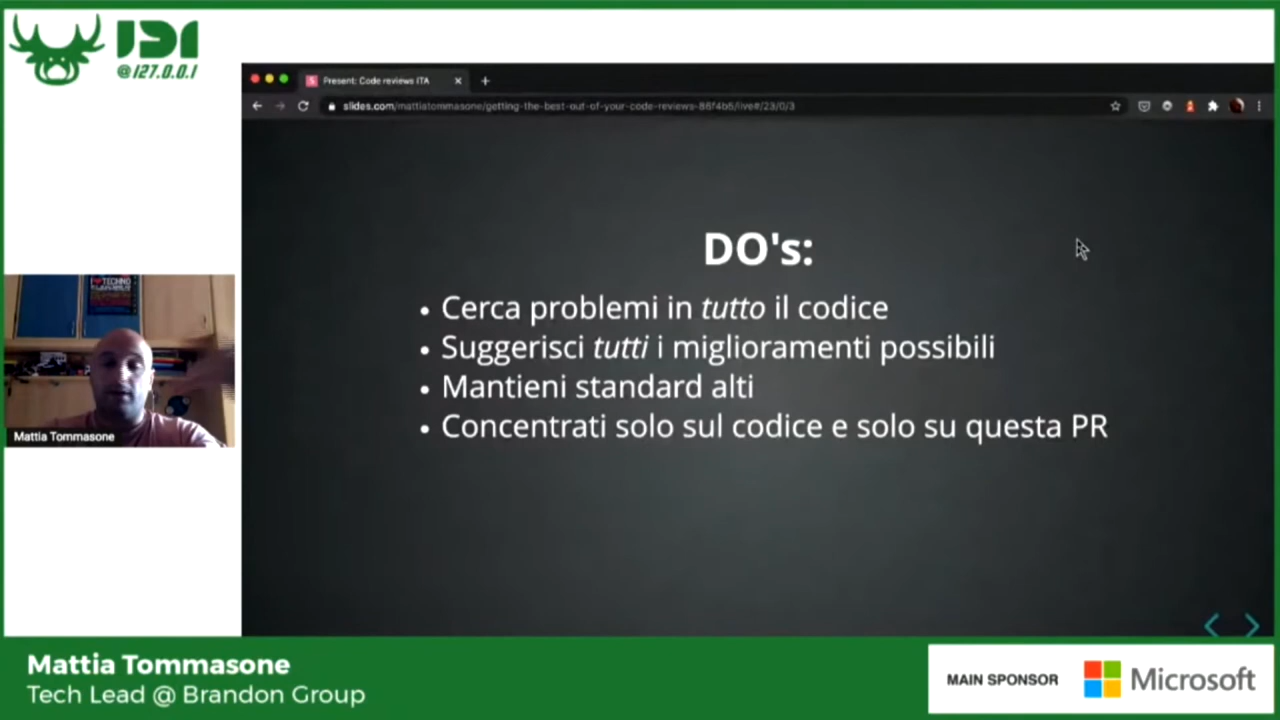 IDI
@127.0.0.1
Present: Code reviews ITA
slides.com/mattiatommasone/getting-the-best-out-of-your-code-reviews-86f4b6/live#/23/0/3
DO's:
• Cerca problemi in tutto il codice
• Suggerisci tutti i miglioramenti possibili
• Mantieni standard alti
• Concentrati solo sul codice e solo su questa PR
TECHNO
Mattia Tommasone
Mattia Tommasone
Tech Lead @ Brandon Group
MAIN SPONSOR
Microsoft